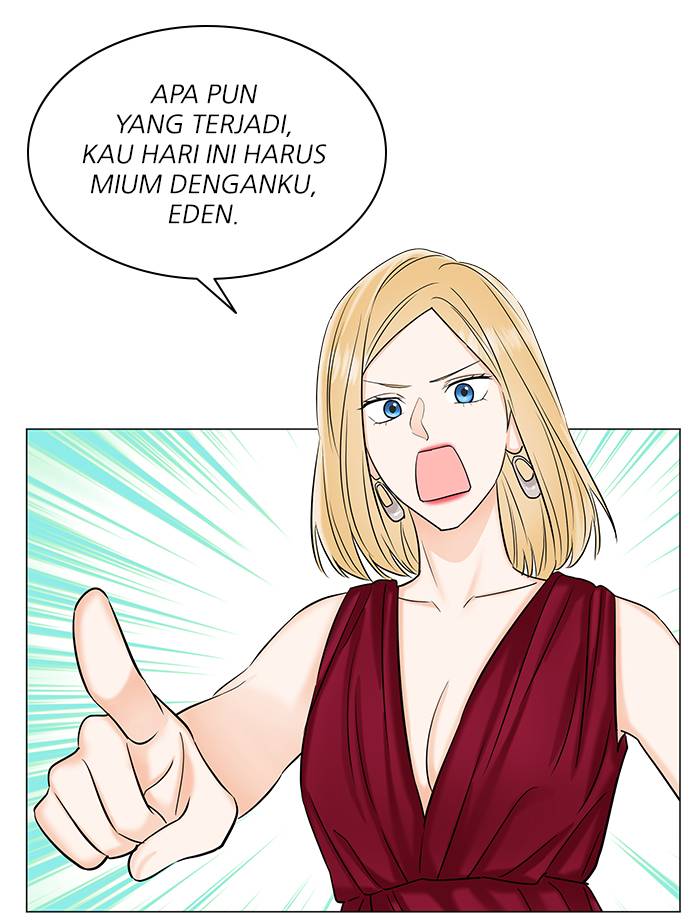 APA PUN
YANG TERJADI,
KAU HARI INI HARUS
MIUM DENGANKU,
EDEN.